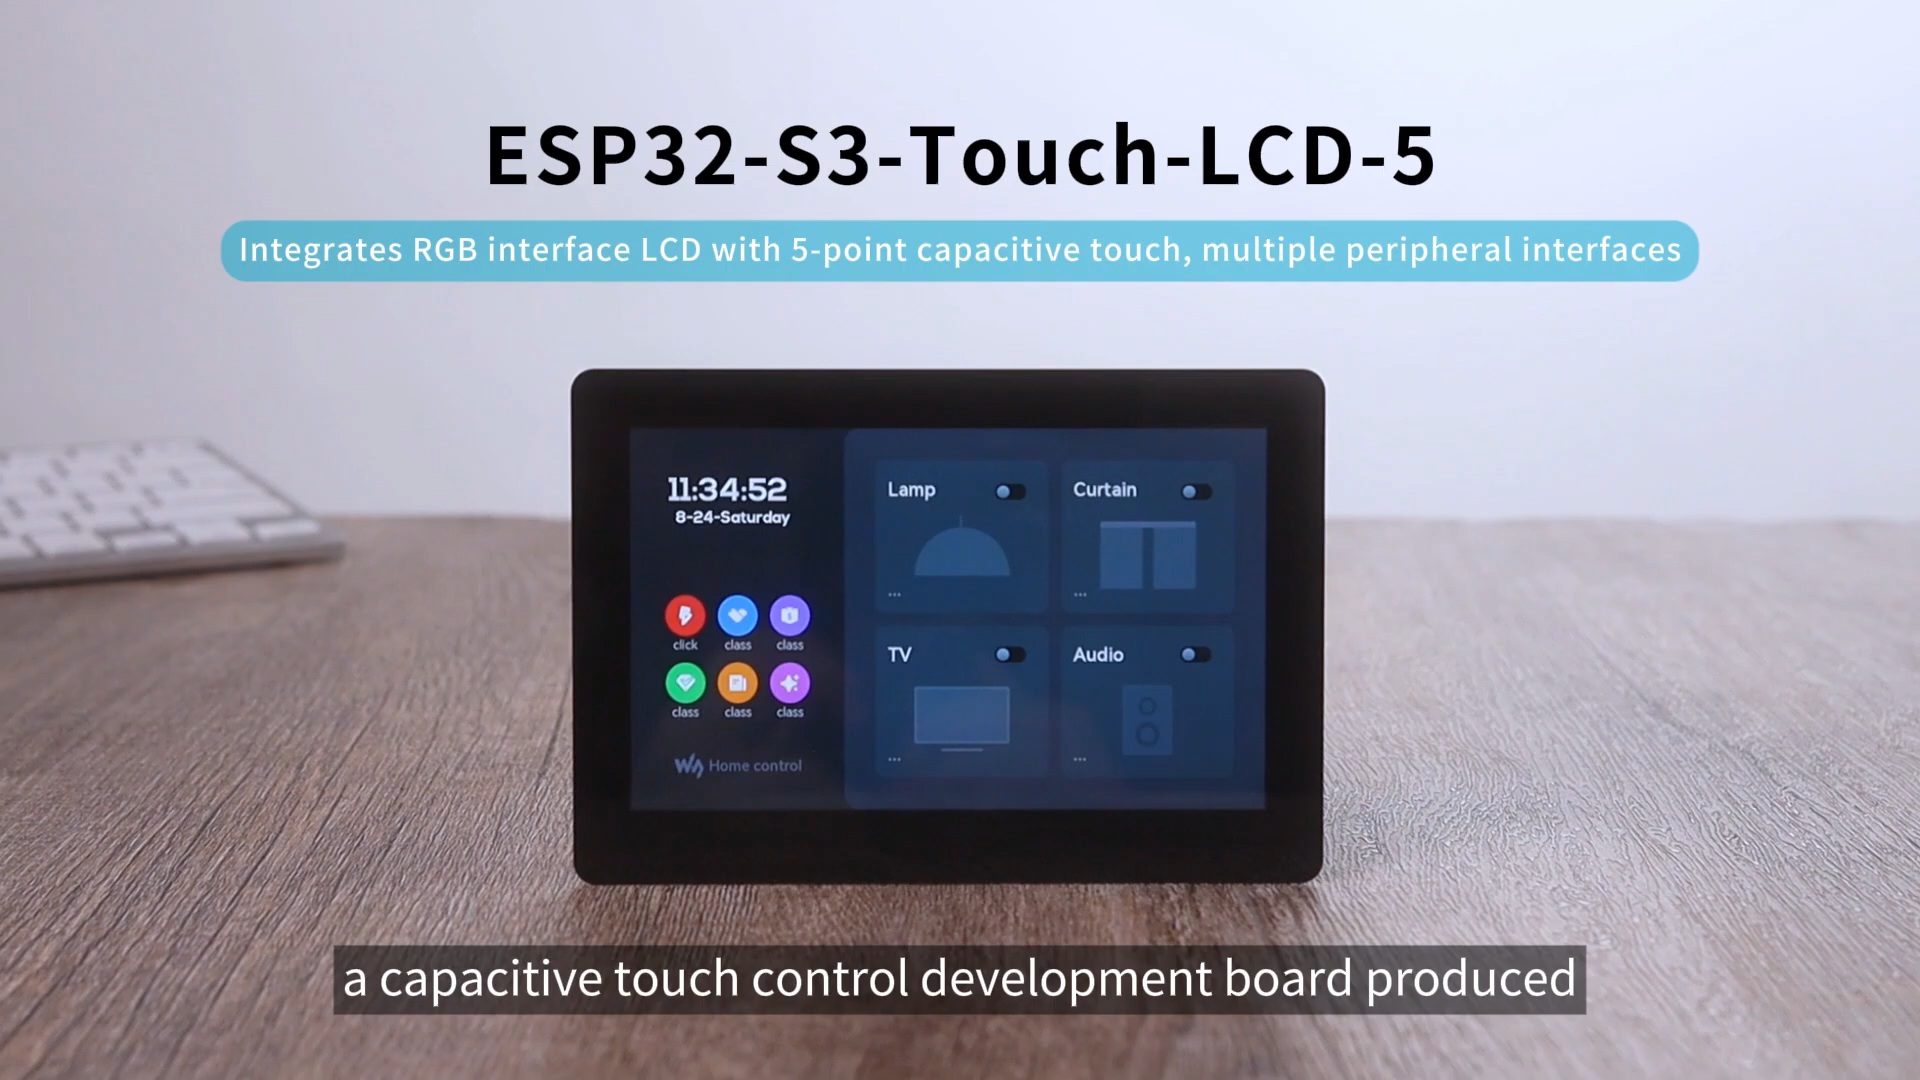 ESP32-S3-Touch-LCD-5
Integrates RGB interface LCD with 5-point capacitive touch, multiple peripheral interfaces
11:34:52
8-24-Saturday
click class class
class class class
Home control
Lamp
...
Curtain
...
TV
...
Audio
...
a capacitive touch control development board produced